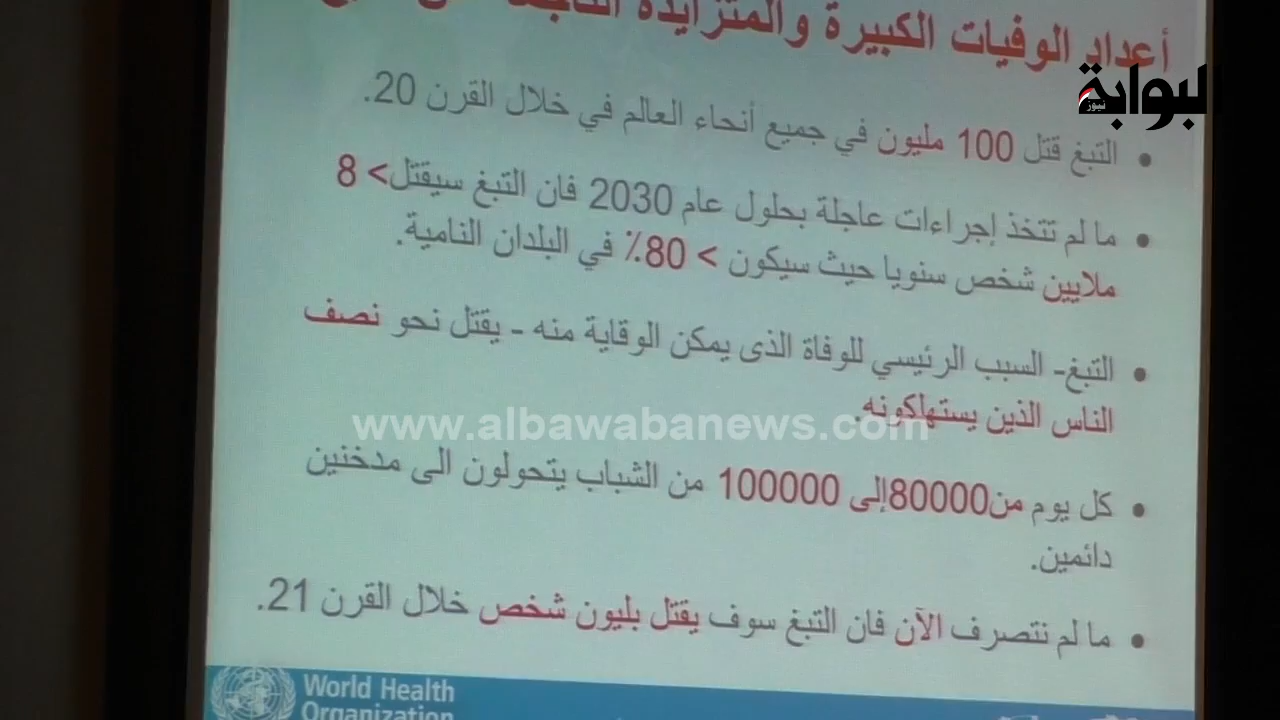 أعداد الوفيات الكبيرة والمتزايدة
البوابة
نيوز
• التبغ قتل 100 مليون في جميع أنحاء العالم في خلال القرن 20.
• ما لم تتخذ إجراءات عاجلة بحلول عام 2030 فان التبغ سيقتل> 8
ملايين شخص سنويا حيث سيكون > 80٪ في البلدان النامية.
• التبغ- السبب الرئيسي للوفاة الذى يمكن الوقاية منه - يقتل نحو نصف
الناس الذين يستهلكونه.
www.albawabanews.com
• كل يوم من80000إلى 100000 من الشباب يتحولون الى مدخنين
دائمين.
• ما لم نتصرف الآن فان التبغ سوف يقتل بليون شخص خلال القرن 21.
World Health
Organization